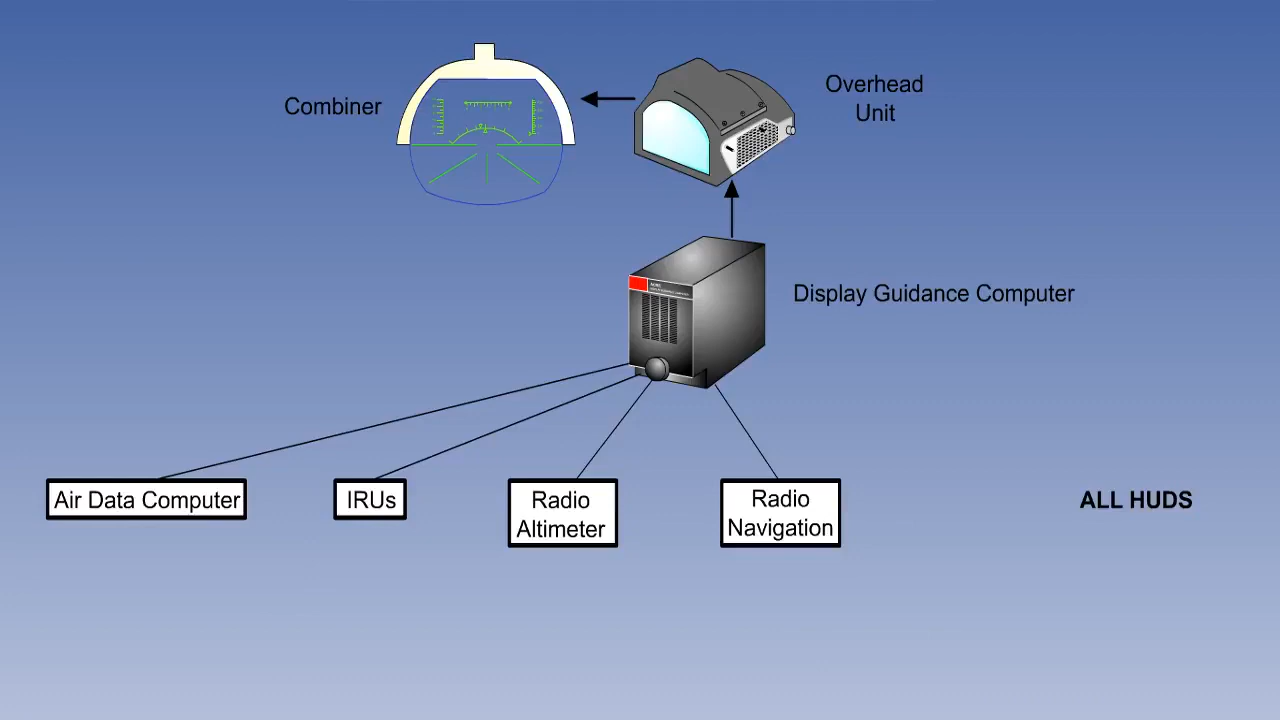 Combiner
Overhead
Unit
Display Guidance Computer
Air Data Computer
IRUs
Radio
Altimeter
Radio
Navigation
ALL HUDS